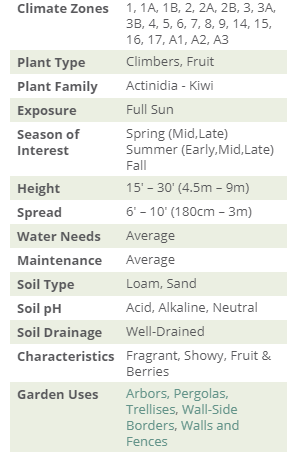 Climate Zones 1, 1A, 1B, 2, 2A, 2B, 3, 3A,
3B, 4, 5, 6, 7, 8, 9, 14, 15,
16, 17, A1, A2, A3
Plant Type Climbers, Fruit
Plant Family Actinidia - Kiwi
Exposure Full Sun
Season of Interest Spring (Mid,Late)
Summer (Early,Mid,Late)
Fall
Height 15' – 30' (4.5m – 9m)
Spread 6' – 10' (180cm – 3m)
Water Needs Average
Maintenance Average
Soil Type Loam, Sand
Soil pH Acid, Alkaline, Neutral
Soil Drainage Well-Drained
Characteristics Fragrant, Showy, Fruit &
Berries
Garden Uses Arbors, Pergolas,
Trellises, Wall-Side
Borders, Walls and
Fences